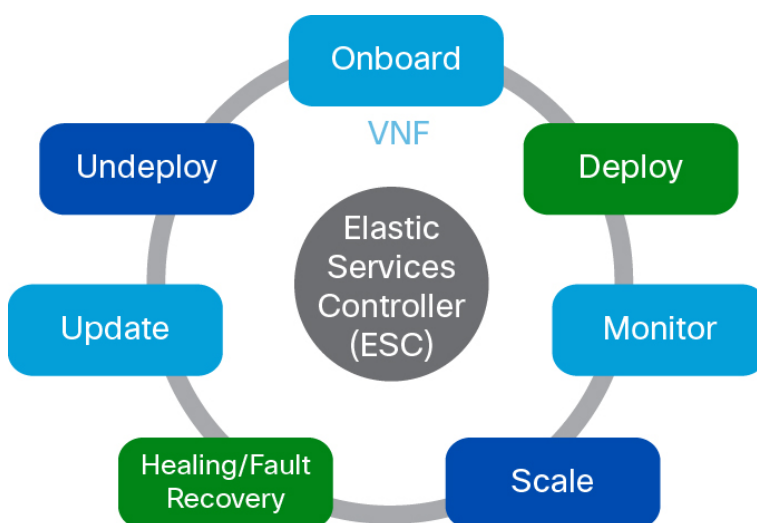 Onboard
VNF
Undeploy
Deploy
Elastic
Services
Controller
(ESC)
Update
Monitor
Healing/Fault
Recovery
Scale